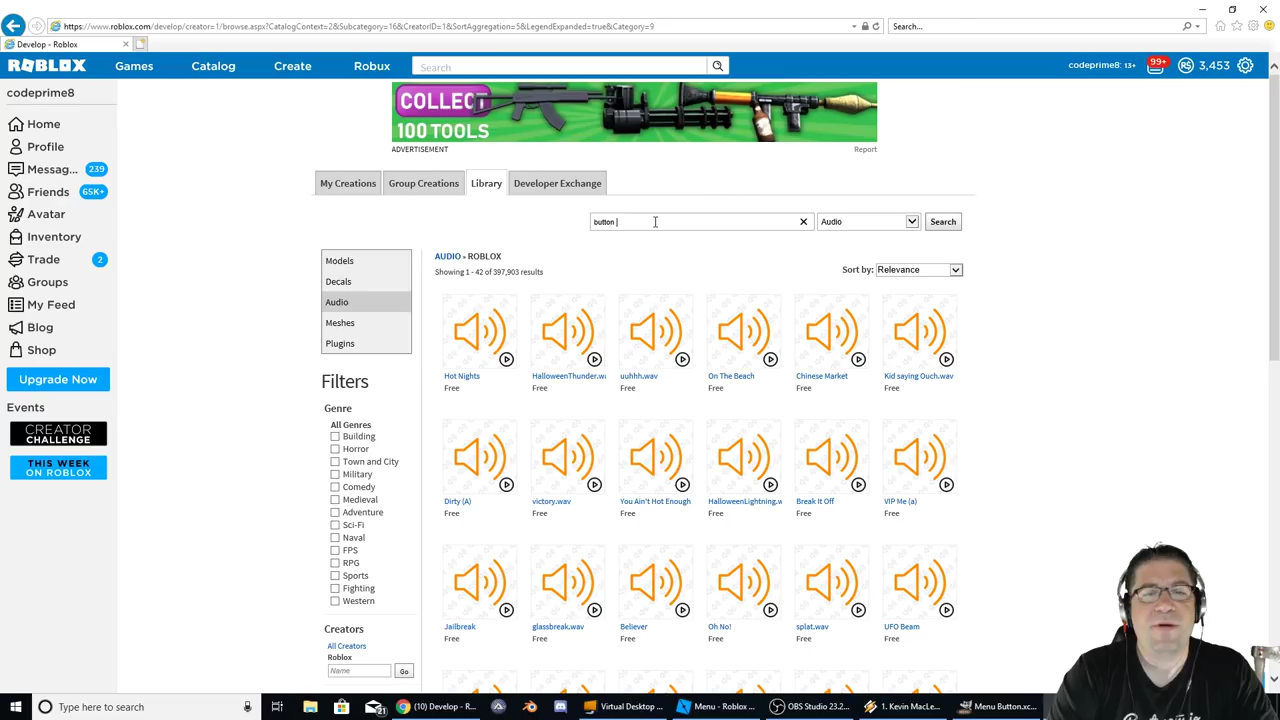 https://www.roblox.com/develop/creator=1/browse.aspx?CatalogContext=2&Subcategory=16&CreatorID=1&SortAggregation=5&LegendExpanded=true&Category=9
Search...
Develop - Roblox
ROBLOX
Games
Catalog
Create
Robux
Search
codeprime8: 13+
99+
3,453
codeprime8
Home
Profile
Messag... 239
Friends 65K+
Avatar
Inventory
Trade 2
Groups
My Feed
Blog
Shop
Upgrade Now
Events
CREATOR
CHALLENGE
THIS WEEK
ON ROBLOX
COLLECT
100 TOOLS
ADVERTISEMENT
Report
My Creations
Group Creations
Library
Developer Exchange
button
Audio
Search
Models
Decals
Audio
Meshes
Plugins
Filters
Genre
All Genres
Building
Horror
Town and City
Military
Comedy
Medieval
Adventure
Sci-Fi
Naval
FPS
RPG
Sports
Fighting
Western
Creators
All Creators
Roblox
Name
Go
AUDIO » ROBLOX
Showing 1 - 42 of 397,903 results
Sort by: Relevance
Hot Nights
Free
HalloweenThunder.wa
Free
uuhhh.wav
Free
On The Beach
Free
Chinese Market
Free
Kid saying Ouch.wav
Free
Dirty (A)
Free
victory.wav
Free
You Ain't Hot Enough
Free
HalloweenLightning.w
Free
Break It Off
Free
VIP Me (a)
Free
Jailbreak
Free
glassbreak.wav
Free
Believer
Free
Oh No!
Free
splat.wav
Free
UFO Beam
Free
Type here to search
21
(10) Develop - R...
Virtual Desktop ...
Menu - Roblox ...
OBS Studio 23.2...
1. Kevin MacLe...
Menu Button.xc...